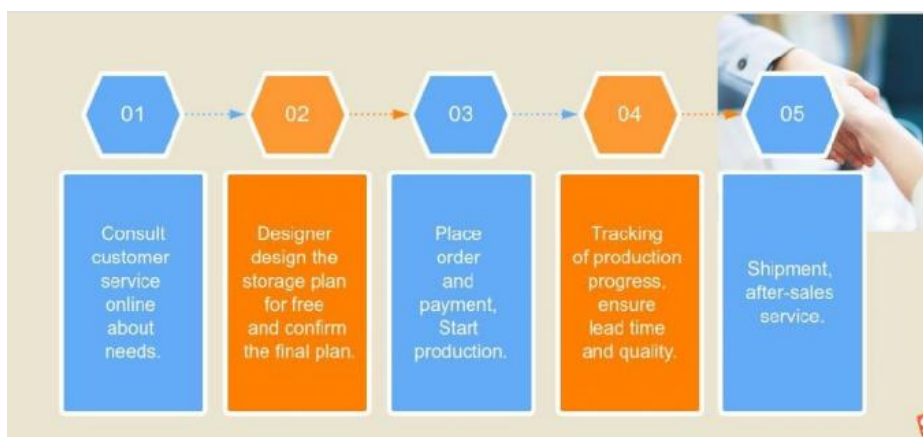 01
02
03
04
05
Consult
customer
service
online
about
needs.
Designer
design the
storage plan
for free
and confirm
the final plan.
Place
order
and
payment,
Start
production.
Tracking
of production
progress,
ensure
lead time
and quality.
Shipment,
after-sales
service.